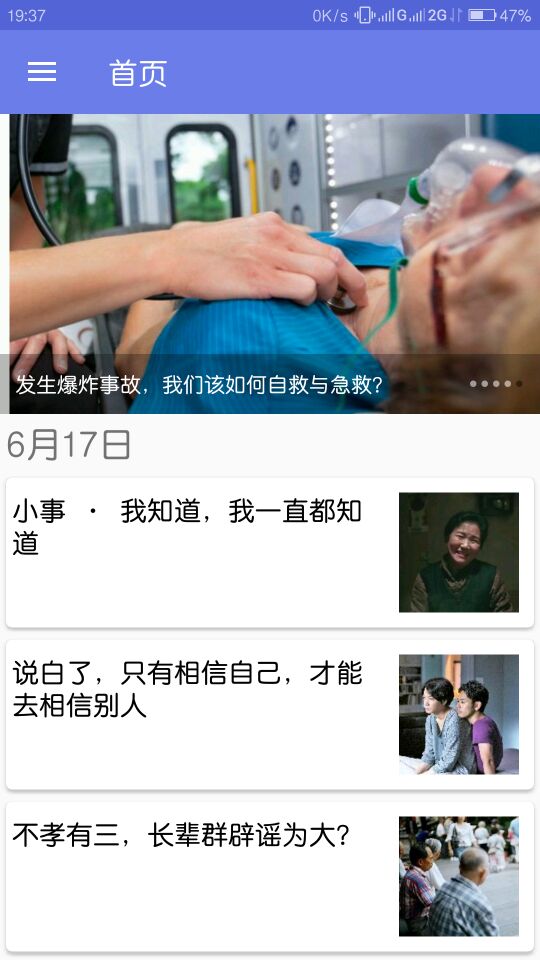 19:37 0K/s G 2G 47%
首页
发生爆炸事故，我们该如何自救与急救？
6月17日
小事 · 我知道，我一直都知
道
说白了，只有相信自己，才能
去相信别人
不孝有三，长辈群辟谣为大？